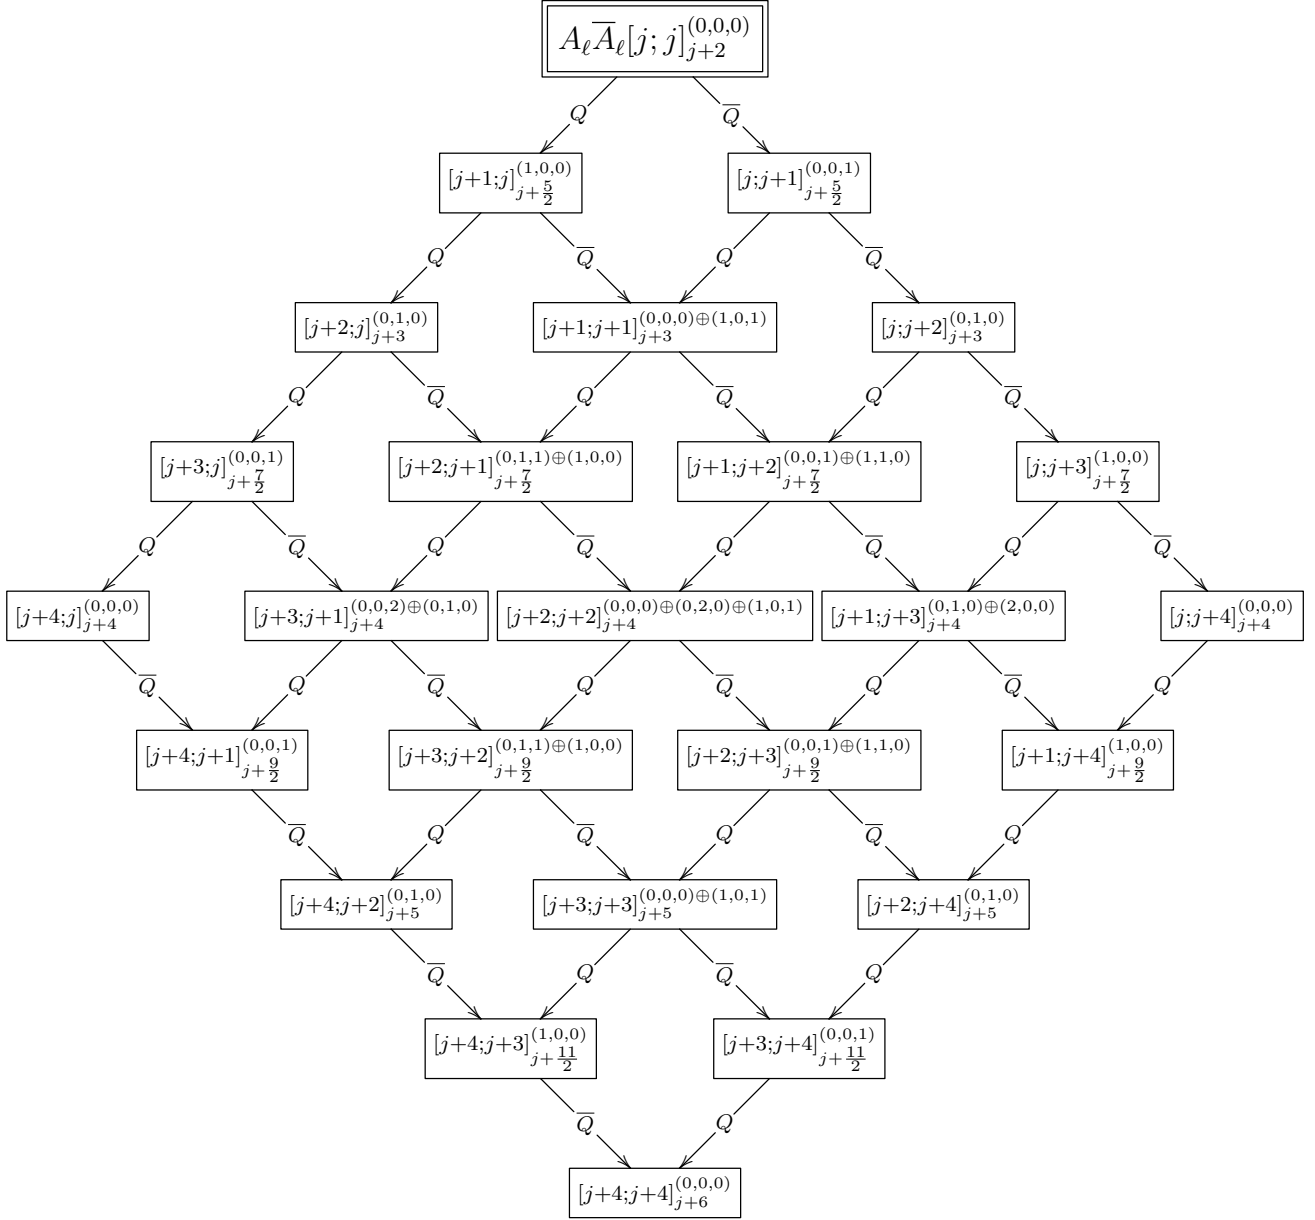 $A_\ell \overline{A}_\ell [j;j]^{(0,0,0)}_{j+2}$
$Q$ $\overline{Q}$
$[j+1;j]^{(1,0,0)}_{j+\frac{5}{2}}$ $[j;j+1]^{(0,0,1)}_{j+\frac{5}{2}}$
$Q$ $\overline{Q}$ $Q$ $\overline{Q}$
$[j+2;j]^{(0,1,0)}_{j+3}$ $[j+1;j+1]^{(0,0,0)\oplus(1,0,1)}_{j+3}$ $[j;j+2]^{(0,1,0)}_{j+3}$
$Q$ $\overline{Q}$ $Q$ $\overline{Q}$ $Q$ $\overline{Q}$
$[j+3;j]^{(0,0,1)}_{j+\frac{7}{2}}$ $[j+2;j+1]^{(0,1,1)\oplus(1,0,0)}_{j+\frac{7}{2}}$ $[j+1;j+2]^{(0,0,1)\oplus(1,1,0)}_{j+\frac{7}{2}}$ $[j;j+3]^{(1,0,0)}_{j+\frac{7}{2}}$
$Q$ $\overline{Q}$ $Q$ $\overline{Q}$ $Q$ $\overline{Q}$ $Q$ $\overline{Q}$
$[j+4;j]^{(0,0,0)}_{j+4}$ $[j+3;j+1]^{(0,0,2)\oplus(0,1,0)}_{j+4}$ $[j+2;j+2]^{(0,0,0)\oplus(0,2,0)\oplus(1,0,1)}_{j+4}$ $[j+1;j+3]^{(0,1,0)\oplus(2,0,0)}_{j+4}$ $[j;j+4]^{(0,0,0)}_{j+4}$
$\overline{Q}$ $Q$ $\overline{Q}$ $Q$ $\overline{Q}$ $Q$ $\overline{Q}$ $Q$
$[j+4;j+1]^{(0,0,1)}_{j+\frac{9}{2}}$ $[j+3;j+2]^{(0,1,1)\oplus(1,0,0)}_{j+\frac{9}{2}}$ $[j+2;j+3]^{(0,0,1)\oplus(1,1,0)}_{j+\frac{9}{2}}$ $[j+1;j+4]^{(1,0,0)}_{j+\frac{9}{2}}$
$\overline{Q}$ $Q$ $\overline{Q}$ $Q$ $\overline{Q}$ $Q$
$[j+4;j+2]^{(0,1,0)}_{j+5}$ $[j+3;j+3]^{(0,0,0)\oplus(1,0,1)}_{j+5}$ $[j+2;j+4]^{(0,1,0)}_{j+5}$
$\overline{Q}$ $Q$ $\overline{Q}$ $Q$
$[j+4;j+3]^{(1,0,0)}_{j+\frac{11}{2}}$ $[j+3;j+4]^{(0,0,1)}_{j+\frac{11}{2}}$
$\overline{Q}$ $Q$
$[j+4;j+4]^{(0,0,0)}_{j+6}$